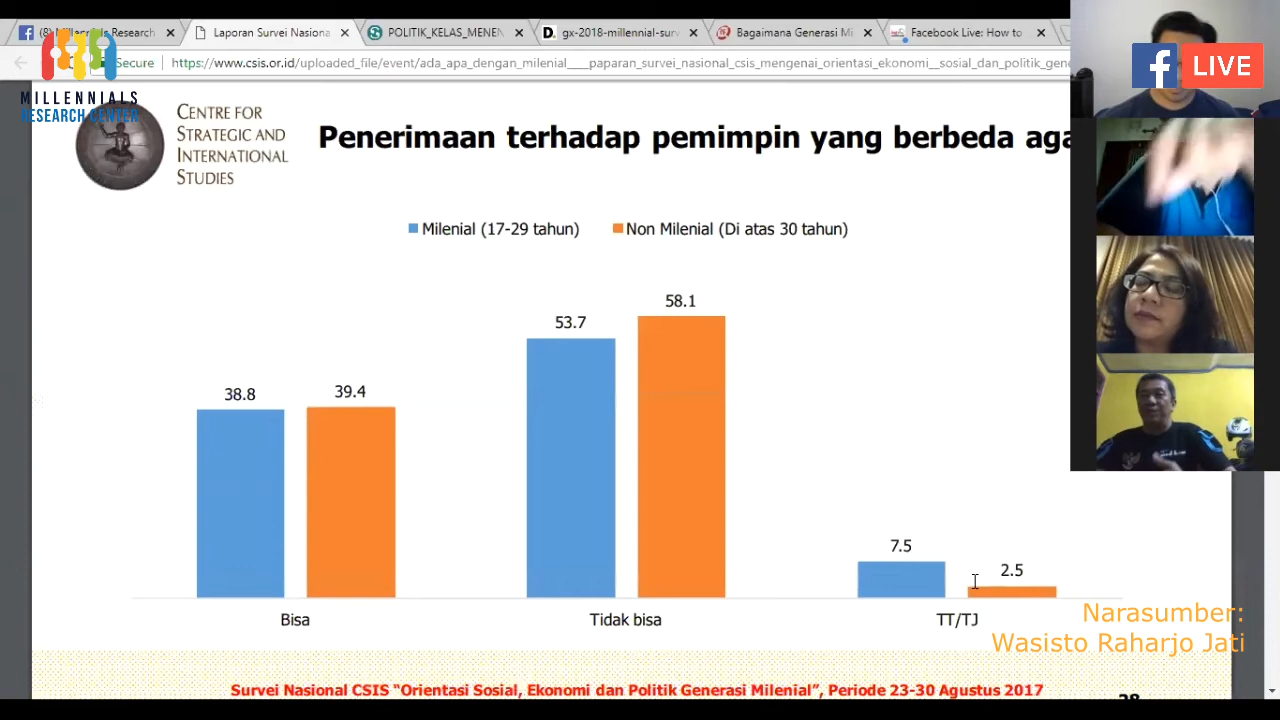 (8) Millennials Research
Laporan Survei Nasiona
POLITIK_KELAS_MENEN
gx-2018-millennial-surv
Bagaimana Generasi Mi
Facebook Live: How to
Secure
https://www.csis.or.id/uploaded_file/event/ada_apa_dengan_milenial____paparan_survei_nasional_csis_mengenai_orientasi_ekonomi__sosial_dan_politik_gene
MILLENNIALS
RESEARCH CENTER
f LIVE
CENTRE FOR
STRATEGIC AND
INTERNATIONAL
STUDIES
Penerimaan terhadap pemimpin yang berbeda aga
Milenial (17-29 tahun)
Non Milenial (Di atas 30 tahun)
38.8
39.4
53.7
58.1
7.5
2.5
Bisa
Tidak bisa
TT/TJ
Narasumber:
Wasisto Raharjo Jati
Survei Nasional CSIS "Orientasi Sosial, Ekonomi dan Politik Generasi Milenial", Periode 23-30 Agustus 2017